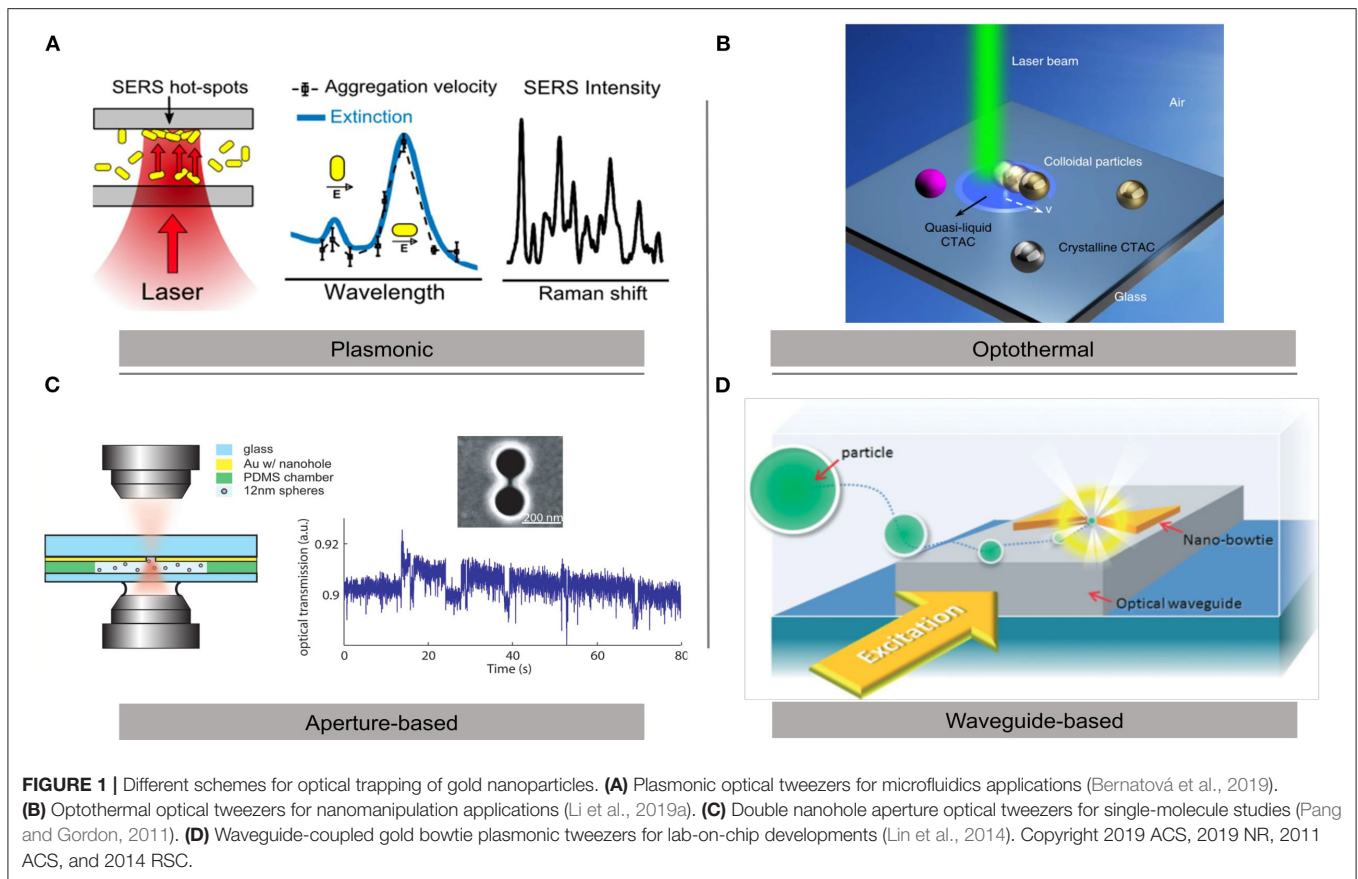 A
SERS hot-spots
Laser
Aggregation velocity
Extinction
E
E
Wavelength
SERS Intensity
Raman shift
Plasmonic
B
Laser beam
Air
Colloidal particles
v
Quasi-liquid
CTAC
Crystalline CTAC
Glass
Optothermal
C
glass
Au w/ nanohole
PDMS chamber
12nm spheres
200 nm
optical transmission (a.u.)
0.92
0.9
0
20
40
60
80
Time (s)
Aperture-based
D
particle
Nano-bowtie
Optical waveguide
Excitation
Waveguide-based
FIGURE 1 | Different schemes for optical trapping of gold nanoparticles. (A) Plasmonic optical tweezers for microfluidics applications (Bernatová et al., 2019).
(B) Optothermal optical tweezers for nanomanipulation applications (Li et al., 2019a). (C) Double nanohole aperture optical tweezers for single-molecule studies (Pang
and Gordon, 2011). (D) Waveguide-coupled gold bowtie plasmonic tweezers for lab-on-chip developments (Lin et al., 2014). Copyright 2019 ACS, 2019 NR, 2011
ACS, and 2014 RSC.